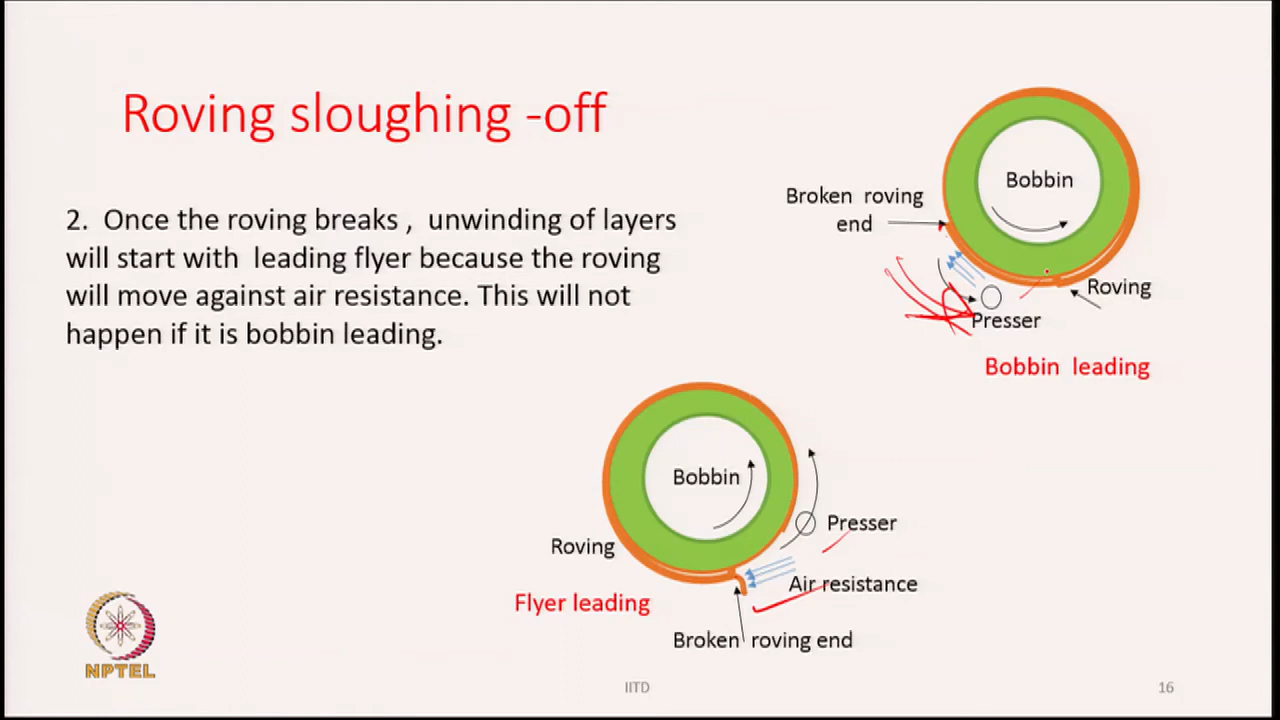 Roving sloughing -off
2. Once the roving breaks , unwinding of layers
will start with leading flyer because the roving
will move against air resistance. This will not
happen if it is bobbin leading.
Bobbin
Broken roving
end
Roving
Presser
Bobbin leading
Bobbin
Presser
Roving
Air resistance
Flyer leading
Broken roving end
NPTEL
IITD
16